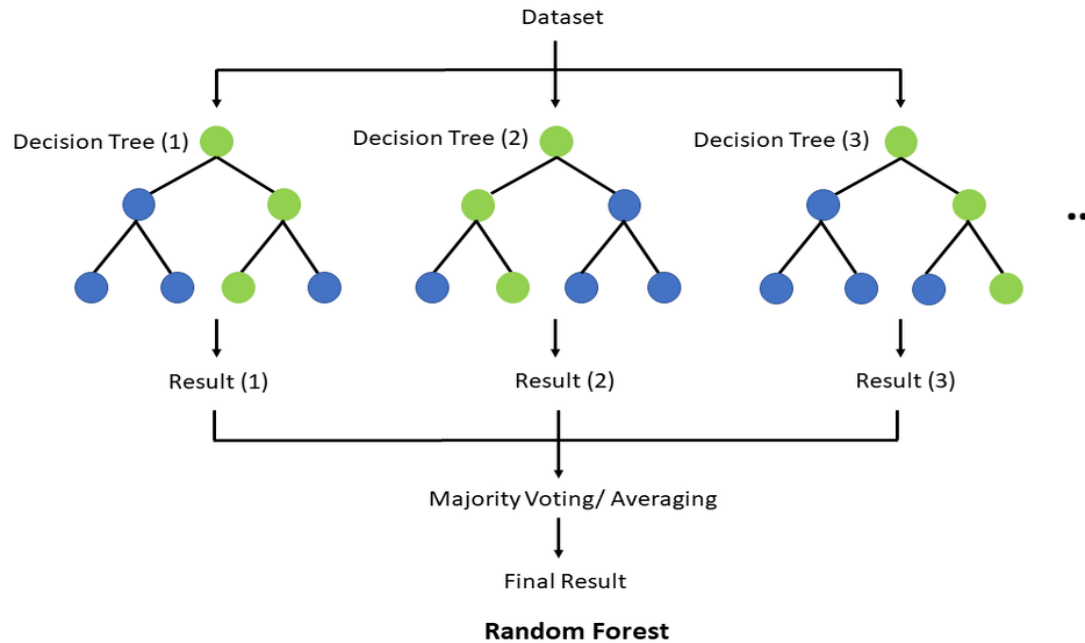 Dataset
Decision Tree (1)
Decision Tree (2)
Decision Tree (3)
..
Result (1)
Result (2)
Result (3)
Majority Voting/ Averaging
Final Result
Random Forest